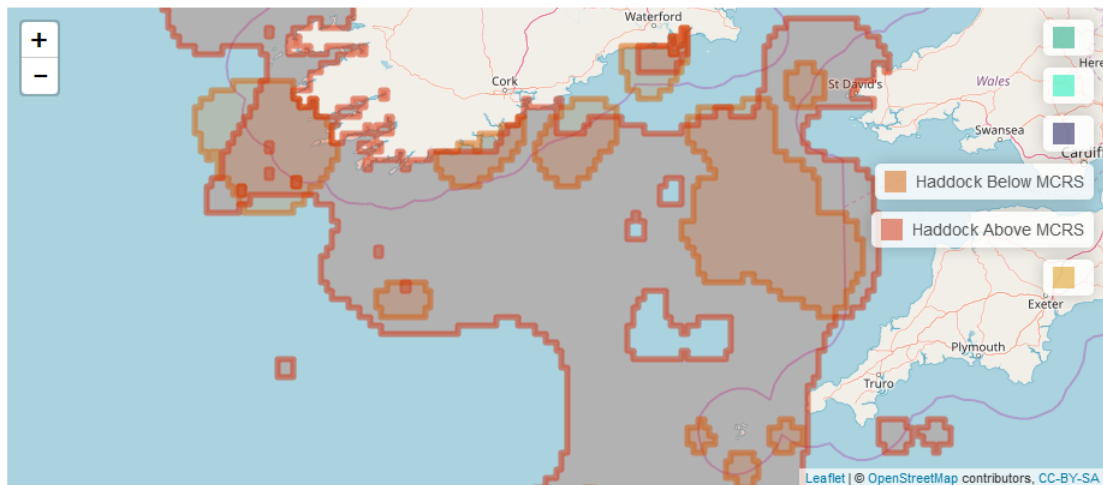 +
−
Waterford
Cork
St David's
Wales
Here
Swansea
Cardiff
Haddock Below MCRS
Haddock Above MCRS
Exeter
Plymouth
Truro
Leaflet | © OpenStreetMap contributors, CC-BY-SA